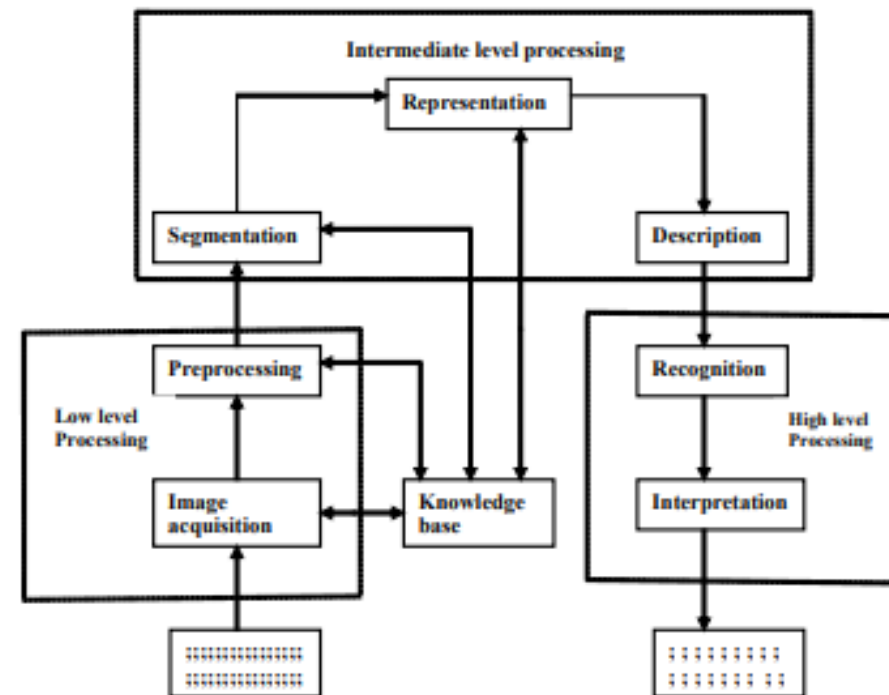 Intermediate level processing
Representation
Segmentation
Description
Preprocessing
Recognition
Low level
Processing
High level
Processing
Image
acquisition
Knowledge
base
Interpretation
;;;;;;;;;;;;;;;;
;;;;;;;;;;;;;;;;
; ; ; ; ; ; ; ; ;
; ; ; ; ; ; ; ; ;